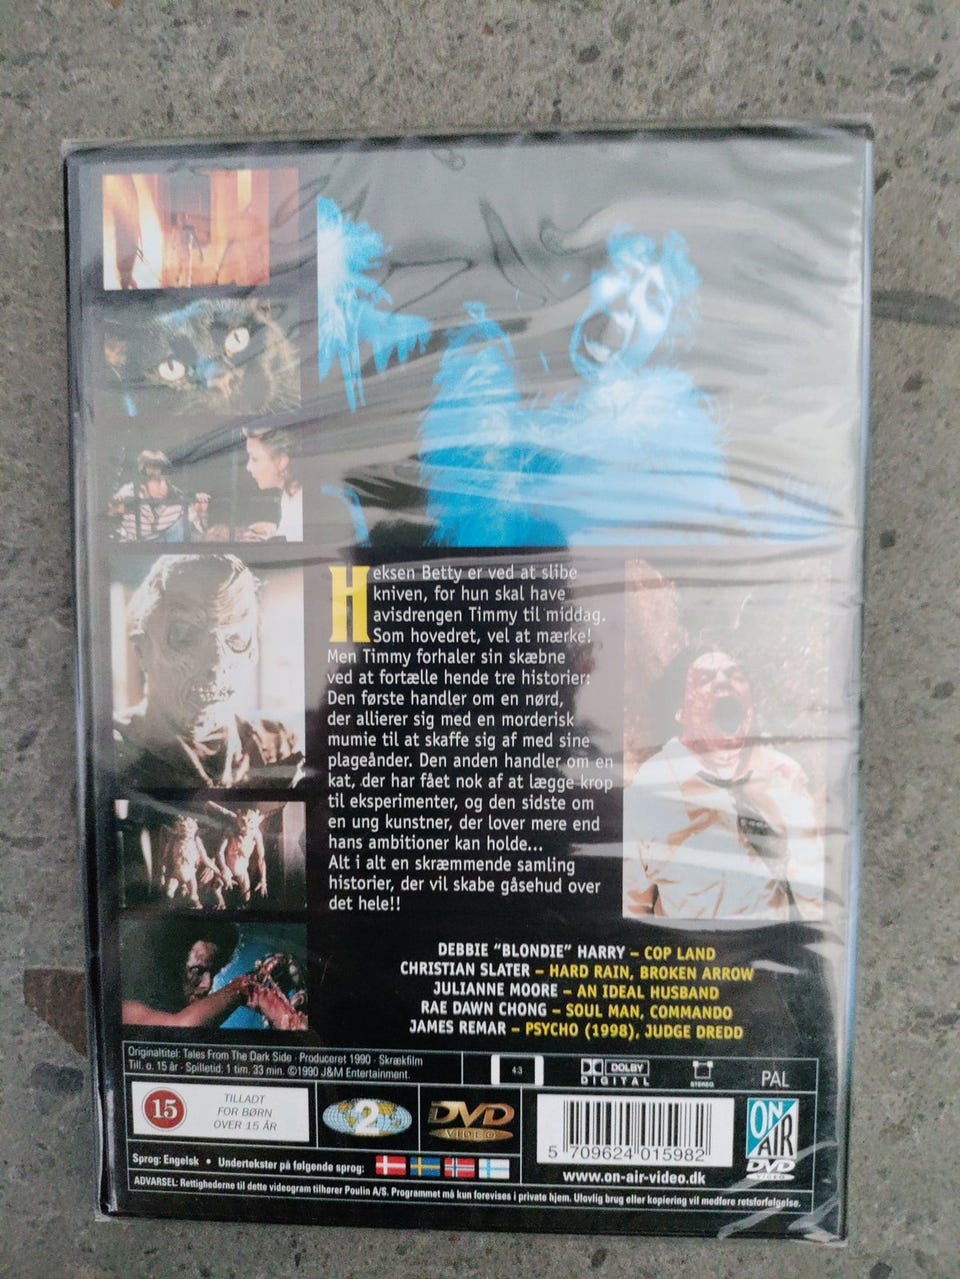 Heksen Betty er ved at slibe
kniven, for hun skal have
avisdrengen Timmy til middag.
Som hovedret, vel at mærke!
Men Timmy forhaler sin skæbne
ved at fortælle hende tre historier:
Den første handler om en nørd,
der allierer sig med en morderisk
mumie til at skaffe sig af med sine
plageånder. Den anden handler om en
kat, der har fået nok af at lægge krop
til eksperimenter, og den sidste om
en ung kunstner, der lover mere end
hans ambitioner kan holde...
Alt i alt en skræmmende samling
historier, der vil skabe gåsehud over
det hele!!
DEBBIE "BLONDIE" HARRY – COP LAND
CHRISTIAN SLATER – HARD RAIN, BROKEN ARROW
JULIANNE MOORE – AN IDEAL HUSBAND
RAE DAWN CHONG – SOUL MAN, COMMANDO
JAMES REMAR – PSYCHO (1998), JUDGE DREDD
Originaltitel: Tales From The Dark Side · Produceret 1990 · Skrækfilm
Till. o. 15 år · Spilletid: 1 tim. 33 min. ©1990 J&M Entertainment.
4:3
DOLBY
DIGITAL
STEREO
PAL
15
TILLADT
FOR BØRN
OVER 15 ÅR
2
DVD
VIDEO
5 709624 015982
www.on-air-video.dk
ON
AIR
DVD
VIDEO
Sprog: Engelsk • Undertekster på følgende sprog:
ADVARSEL: Rettighederne til dette videogram tilhører Poulin A/S. Programmet må kun forevises i private hjem. Ulovlig brug eller kopiering vil medføre retsforfølgelse.